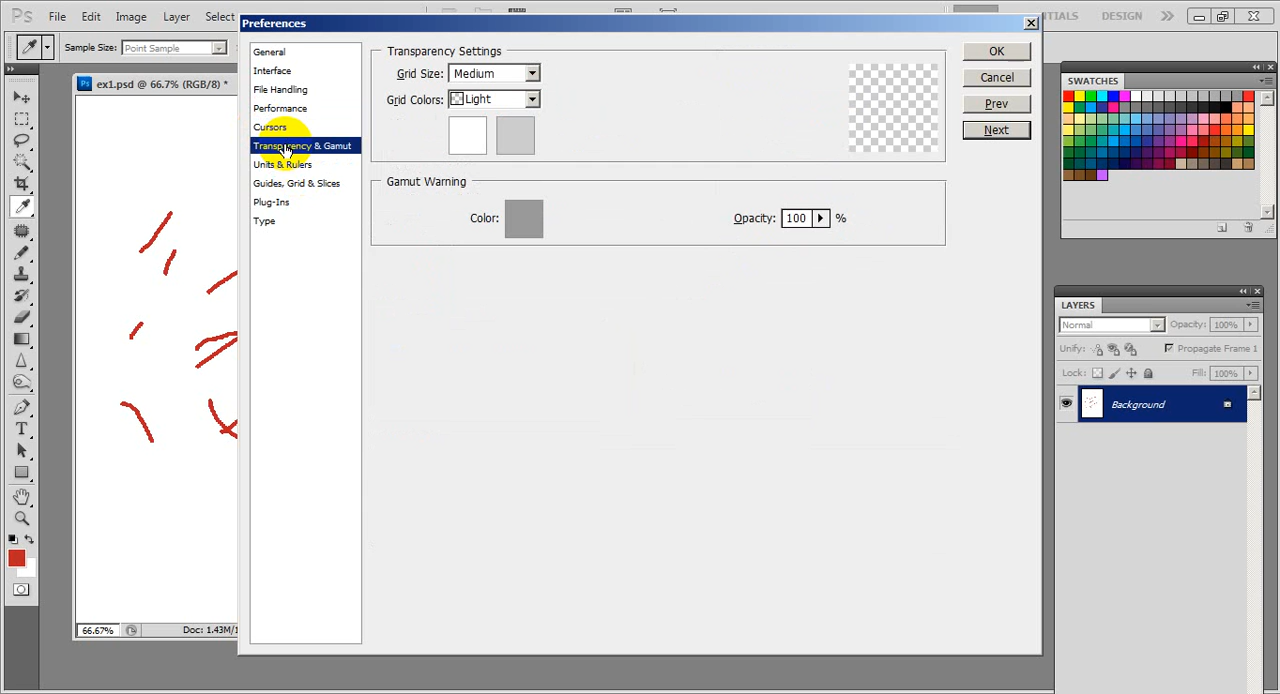 Preferences
Ps File Edit Image Layer Select
ENTIALS DESIGN
Sample Size: Point Sample
ex1.psd @ 66.7% (RGB/8) *
General
Interface
File Handling
Performance
Cursors
Transparency & Gamut
Units & Rulers
Guides, Grid & Slices
Plug-Ins
Type
Transparency Settings
Grid Size: Medium
Grid Colors: Light
Gamut Warning
Color:
Opacity: 100 %
OK
Cancel
Prev
Next
SWATCHES
LAYERS
Normal Opacity: 100%
Unify: Propagate Frame 1
Lock: Fill: 100%
Background
66.67% Doc: 1.43M/1